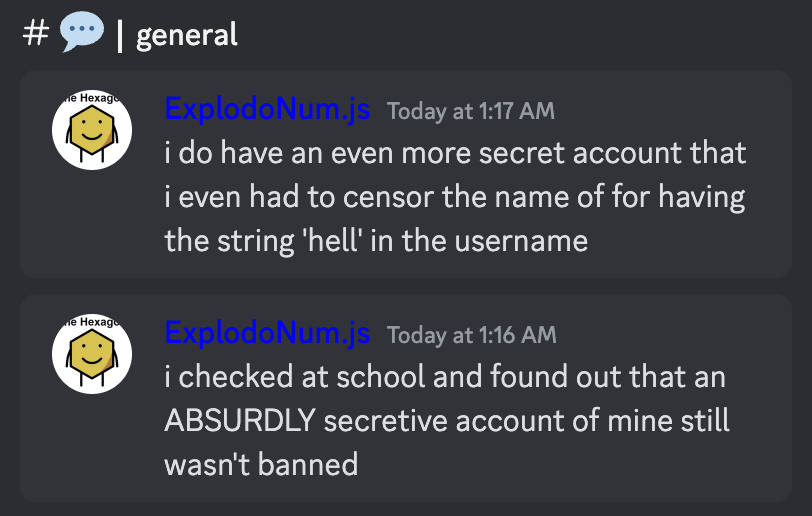 # 💬 | general
ne Hexago
ExplodoNum.js Today at 1:17 AM
i do have an even more secret account that
i even had to censor the name of for having
the string 'hell' in the username
ne Hexago
ExplodoNum.js Today at 1:16 AM
i checked at school and found out that an
ABSURDLY secretive account of mine still
wasn't banned